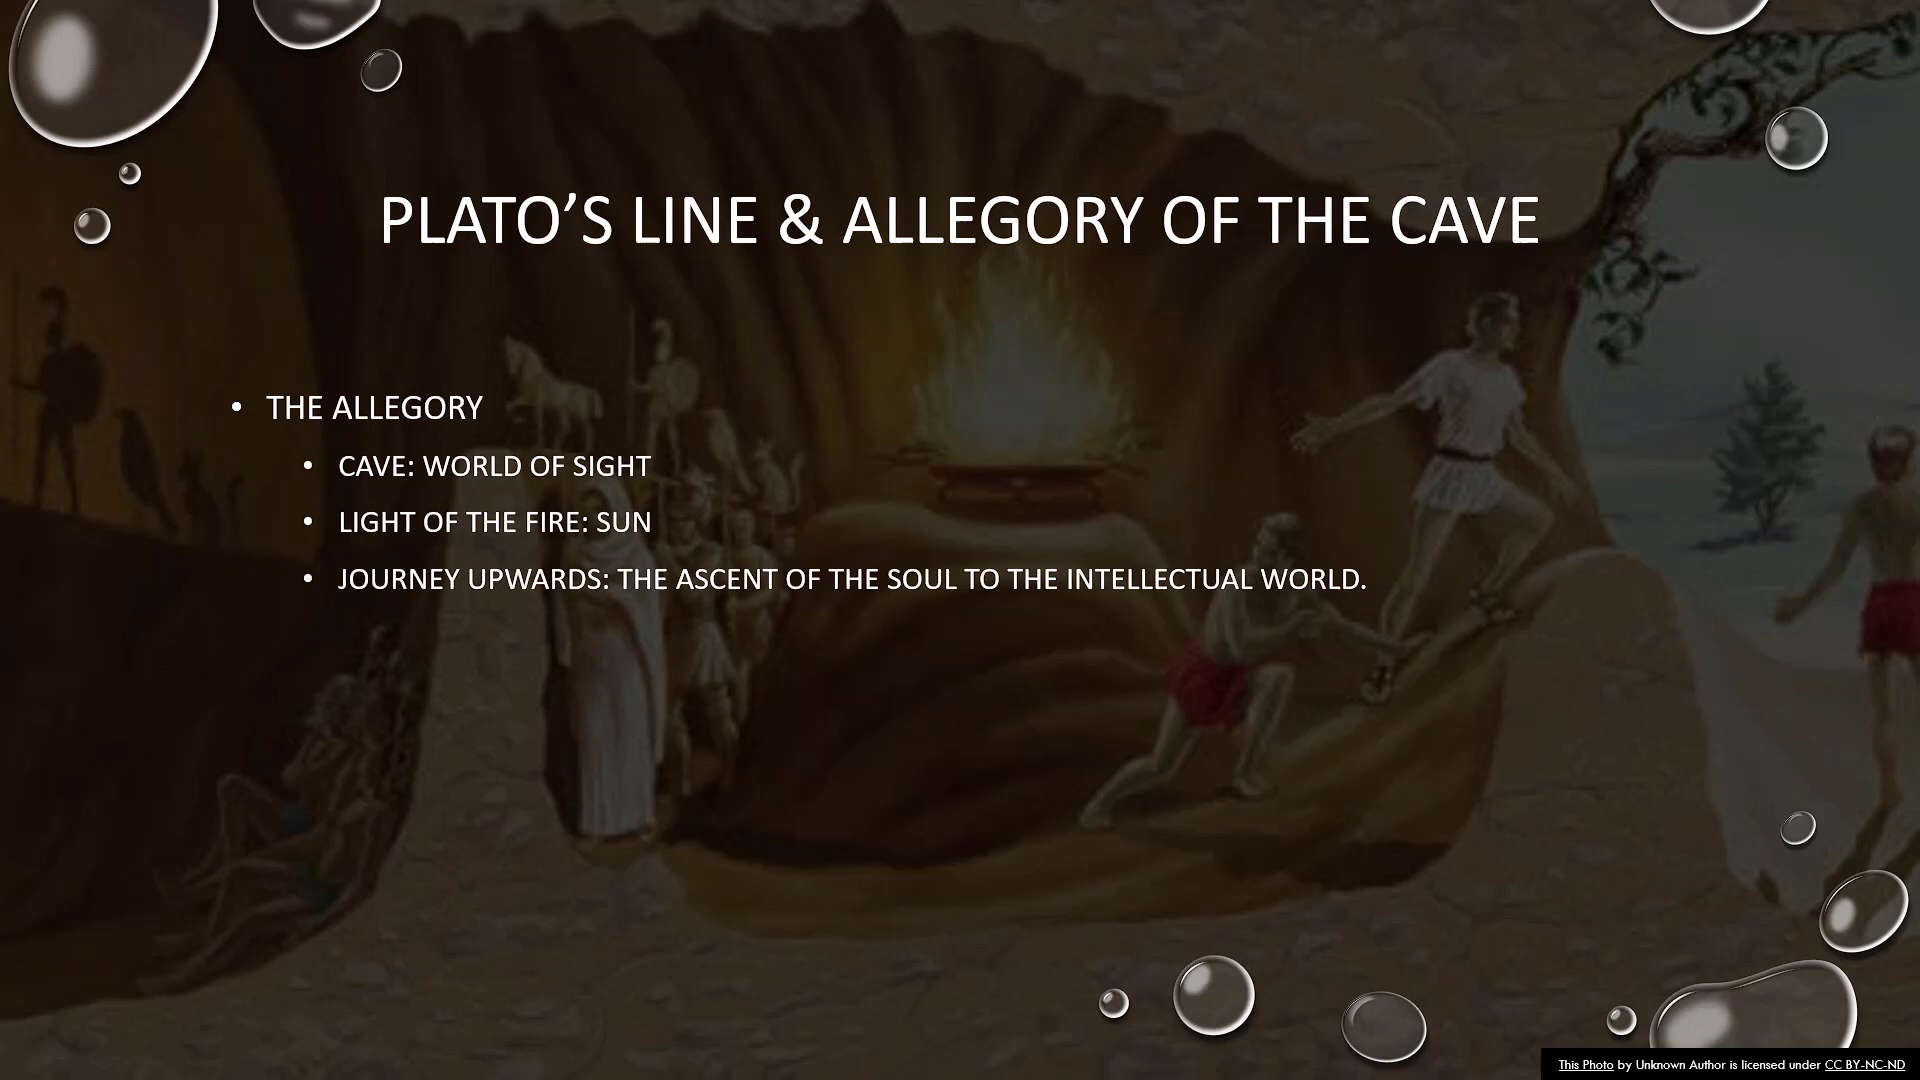 PLATO’S LINE & ALLEGORY OF THE CAVE
• THE ALLEGORY
• CAVE: WORLD OF SIGHT
• LIGHT OF THE FIRE: SUN
• JOURNEY UPWARDS: THE ASCENT OF THE SOUL TO THE INTELLECTUAL WORLD.
This Photo by Unknown Author is licensed under CC BY-NC-ND